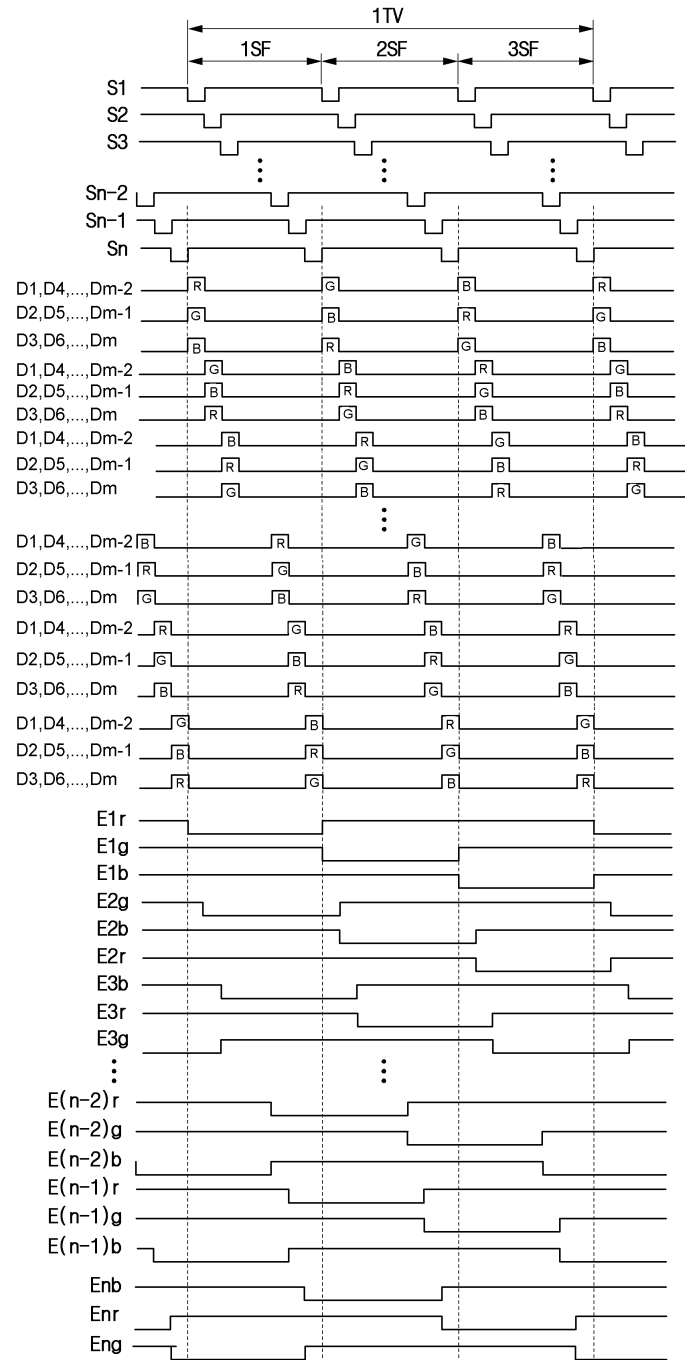 1TV
1SF 2SF 3SF
S1
S2
S3
Sn-2
Sn-1
Sn
D1,D4,...,Dm-2 R G B R
D2,D5,...,Dm-1 G B R G
D3,D6,...,Dm B R G B
D1,D4,...,Dm-2 G B R G
D2,D5,...,Dm-1 B R G B
D3,D6,...,Dm R G B R
D1,D4,...,Dm-2 B R G B
D2,D5,...,Dm-1 R G B R
D3,D6,...,Dm G B R G
D1,D4,...,Dm-2 B R G B
D2,D5,...,Dm-1 R G B R
D3,D6,...,Dm G B R G
D1,D4,...,Dm-2 R G B R
D2,D5,...,Dm-1 G B R G
D3,D6,...,Dm B R G B
D1,D4,...,Dm-2 G B R G
D2,D5,...,Dm-1 B R G B
D3,D6,...,Dm R G B R
E1r
E1g
E1b
E2g
E2b
E2r
E3b
E3r
E3g
E(n-2)r
E(n-2)g
E(n-2)b
E(n-1)r
E(n-1)g
E(n-1)b
Enb
Enr
Eng